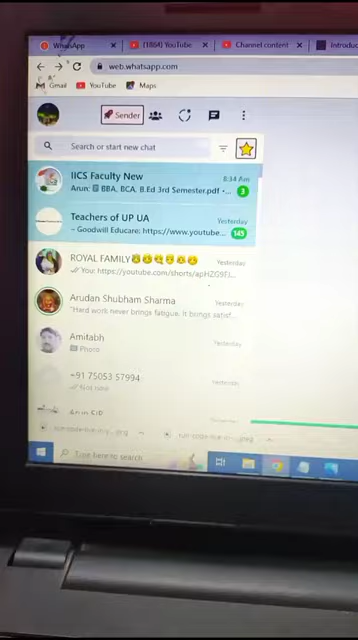 WhatsApp
(1864) YouTube
Channel content
Introduc
web.whatsapp.com
Gmail
YouTube
Maps
Sender
Search or start new chat
IICS Faculty New
8:34 Am
Arun: BBA, BCA, B.Ed 3rd Semester.pdf •...
3
Teachers of UP UA
Yesterday
~ Goodwill Educare: https://www.youtube...
145
ROYAL FAMILY
Yesterday
You: https://youtube.com/shorts/
Arudan Shubham Sharma
Yesterday
"Hard work never brings fatigue. It brings satisf...
Amitabh
Yesterday
Photo
+91 75053 57994
Yesterday
Type here to search